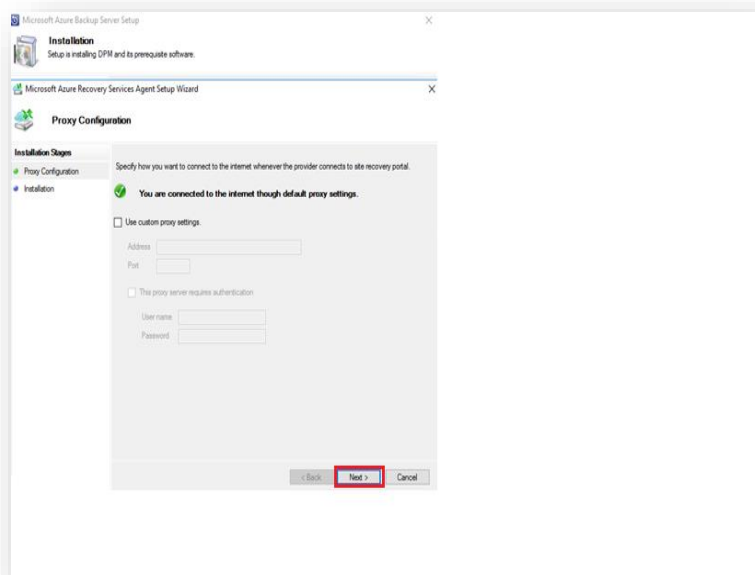 Microsoft Azure Backup Server Setup
Installation
Setup is installing DPM and its prerequisite software.
Microsoft Azure Recovery Services Agent Setup Wizard
Proxy Configuration
Installation Stages
Proxy Configuration
Installation
Specify how you want to connect to the internet whenever the provider connects to site recovery portal.
You are connected to the internet though default proxy settings.
Use custom proxy settings.
Address
Port
This proxy server requires authentication
User name
Password
< Back
Next >
Cancel